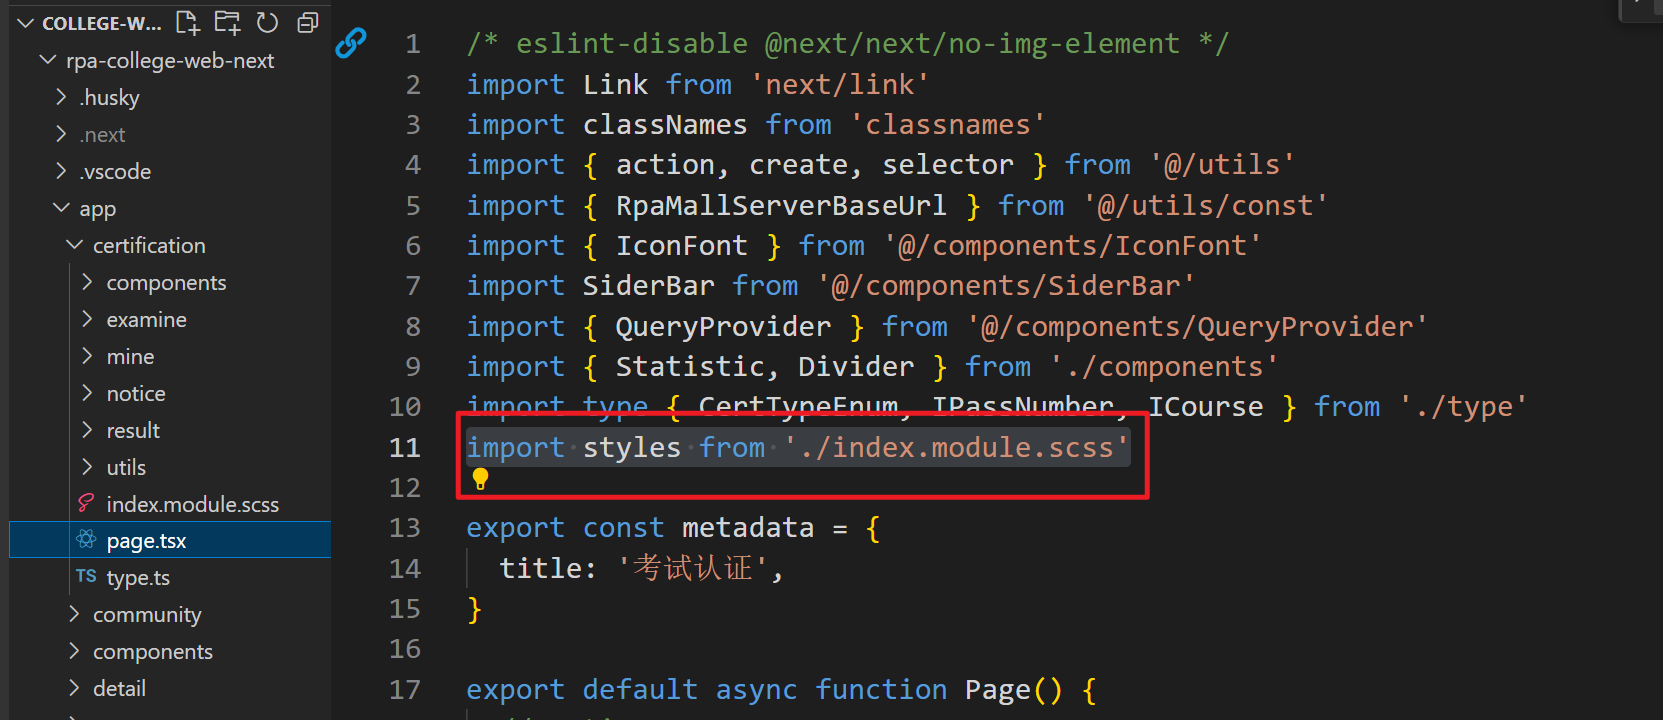 COLLEGE-W...
rpa-college-web-next
.husky
.next
.vscode
app
certification
components
examine
mine
notice
result
utils
index.module.scss
page.tsx
TS type.ts
community
components
detail
1 /* eslint-disable @next/next/no-img-element */
2 import Link from 'next/link'
3 import classNames from 'classnames'
4 import { action, create, selector } from '@/utils'
5 import { RpaMallServerBaseUrl } from '@/utils/const'
6 import { IconFont } from '@/components/IconFont'
7 import SiderBar from '@/components/SiderBar'
8 import { QueryProvider } from '@/components/QueryProvider'
9 import { Statistic, Divider } from './components'
10 import type { CertTypeEnum, IPassNumber, ICourse } from './type'
11 import styles from './index.module.scss'
12
13 export const metadata = {
14 title: '考试认证',
15 }
16
17 export default async function Page() {